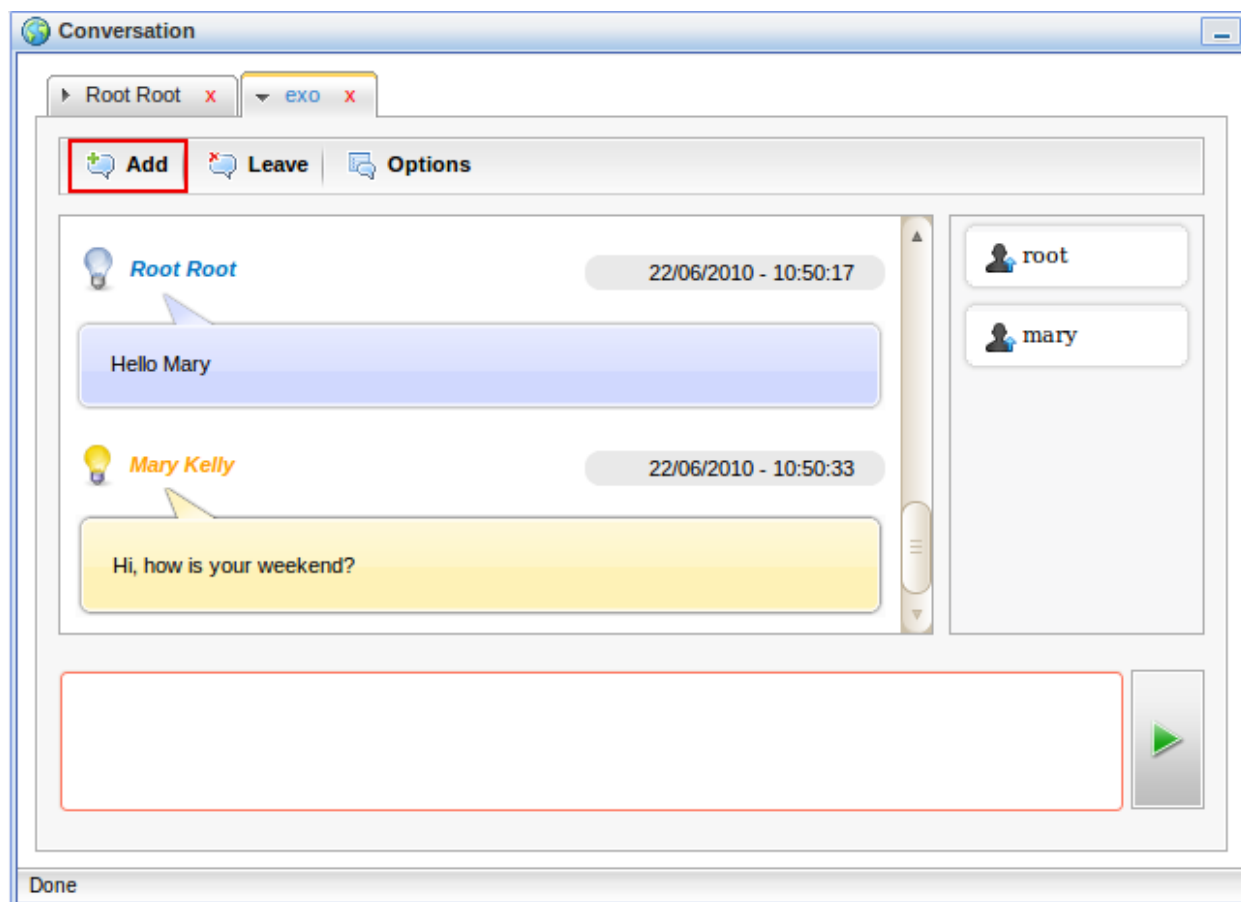 Conversation
Root Root x exo x
Add Leave Options
Root Root 22/06/2010 - 10:50:17
Hello Mary
Mary Kelly 22/06/2010 - 10:50:33
Hi, how is your weekend?
root
mary
Done